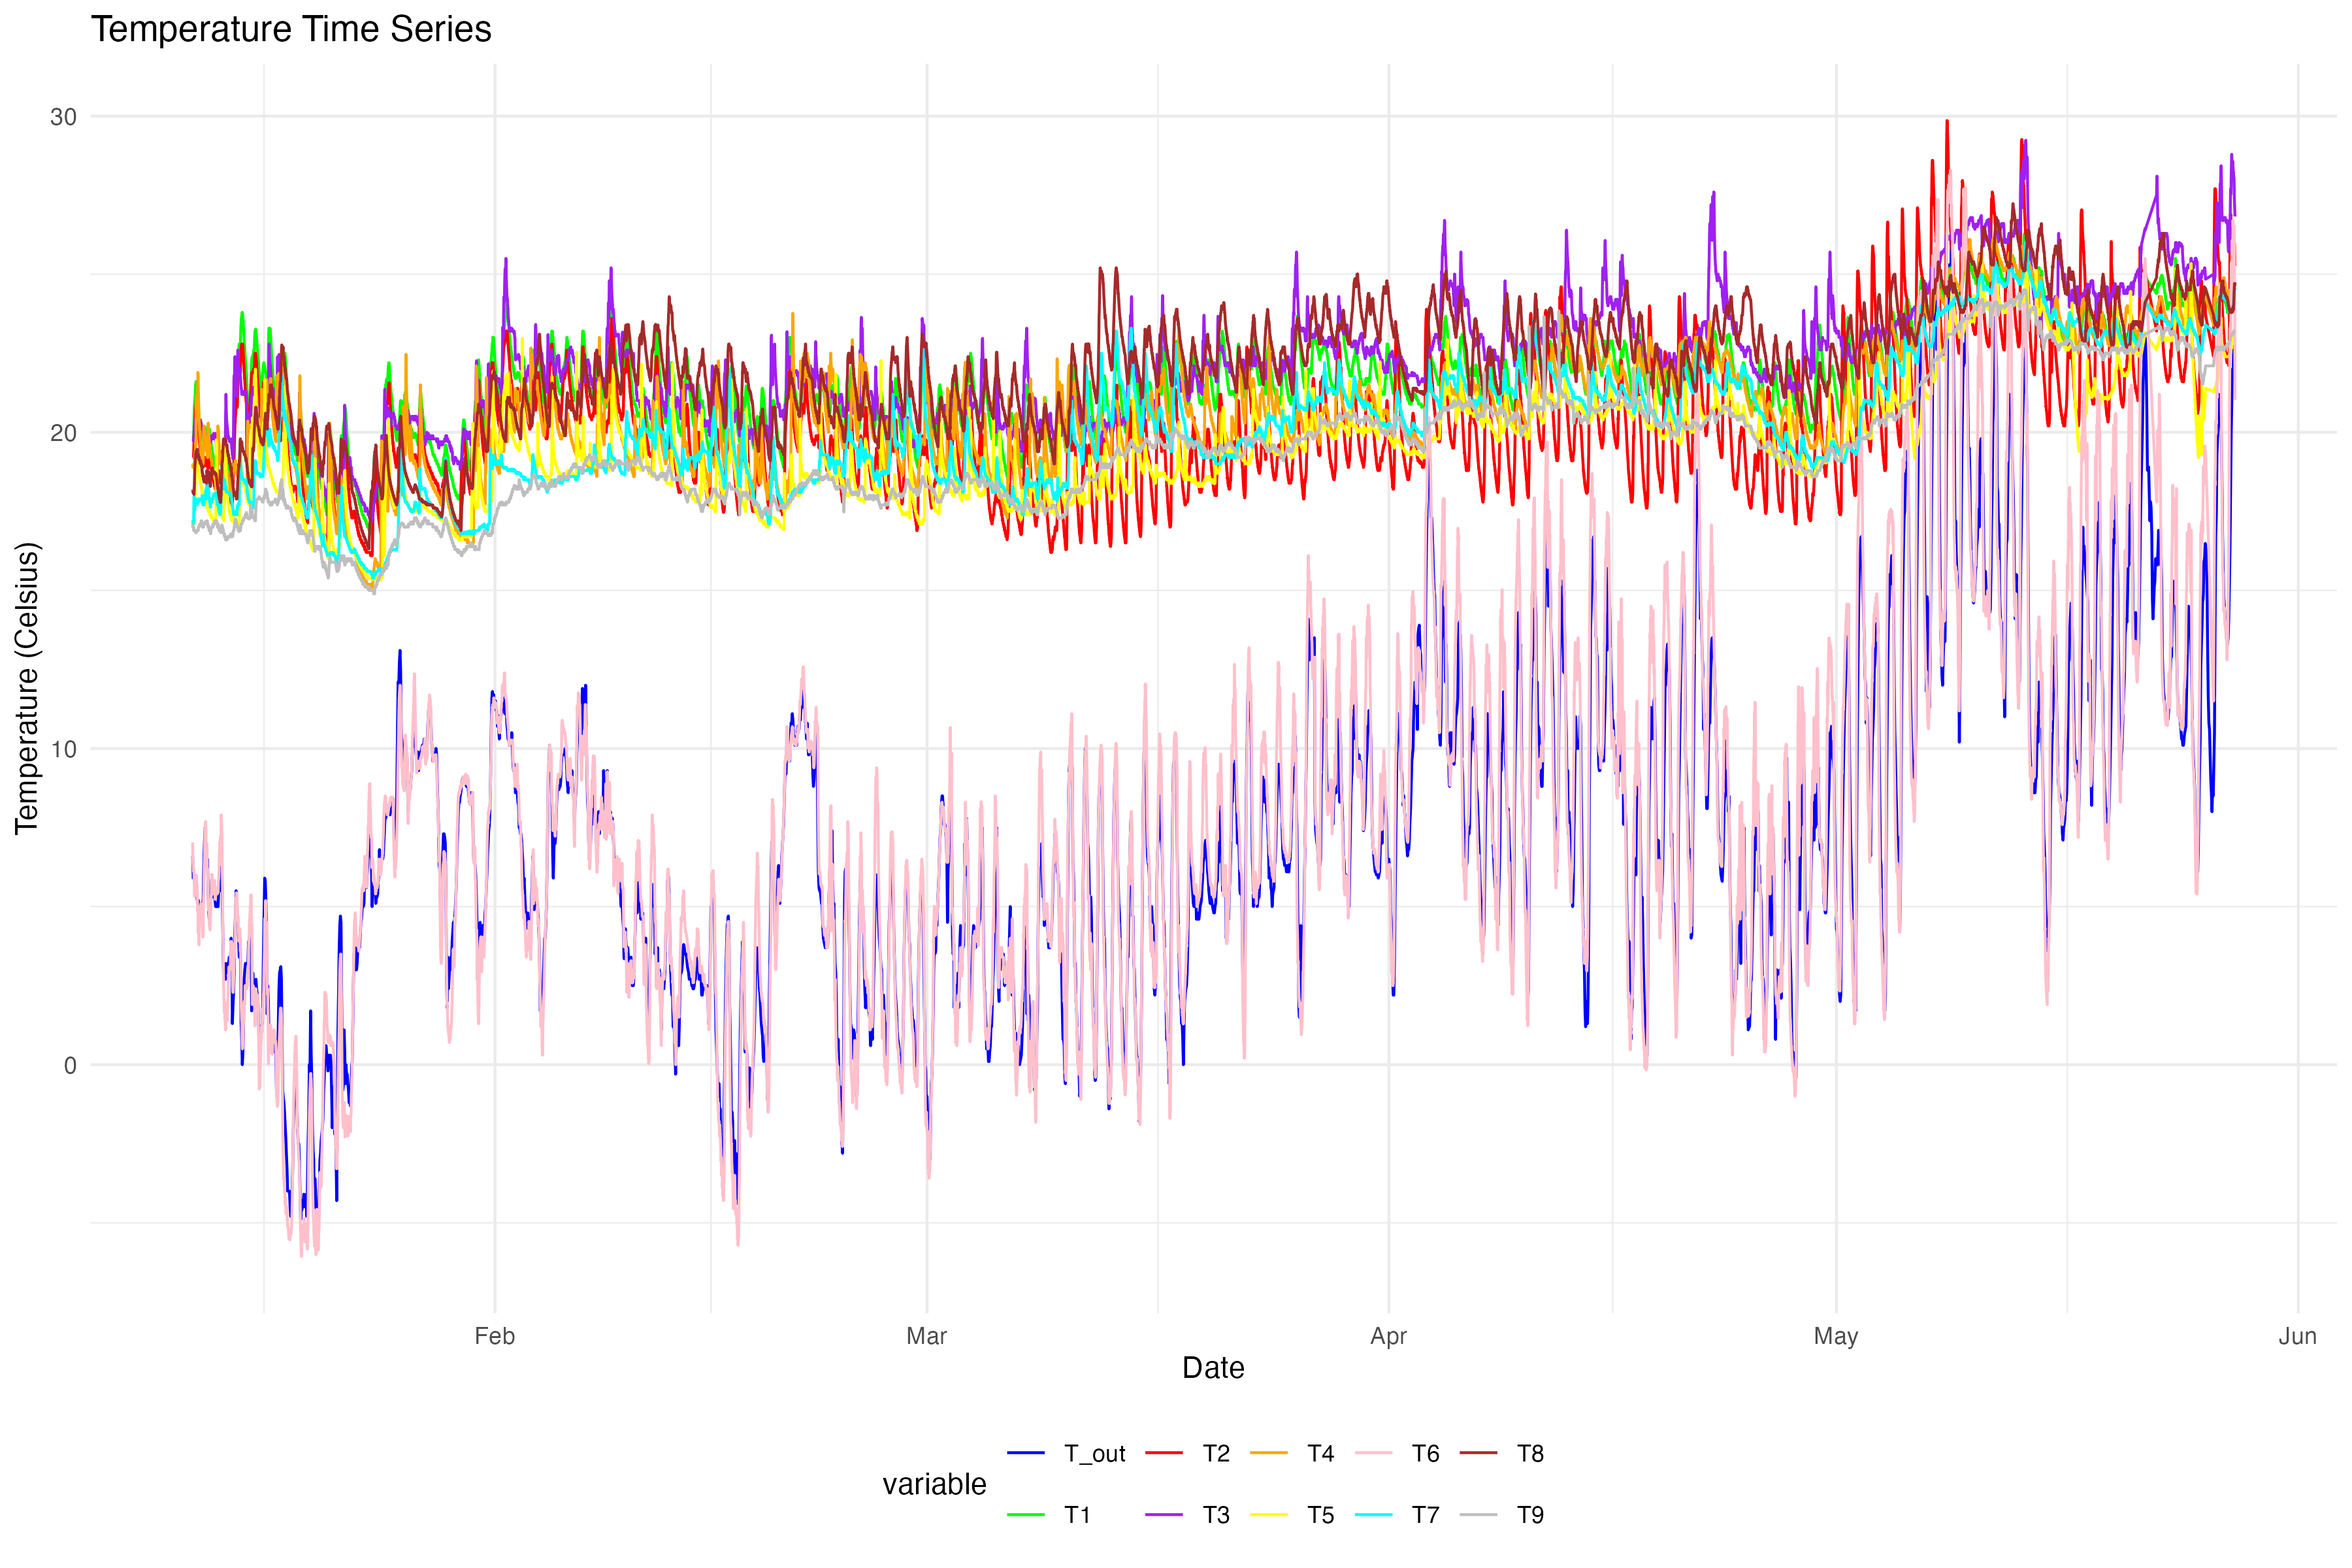 Temperature Time Series
30
20
10
0
Temperature (Celsius)
Feb Mar Apr May Jun
Date
variable
T_out T2 T4 T6 T8
T1 T3 T5 T7 T9